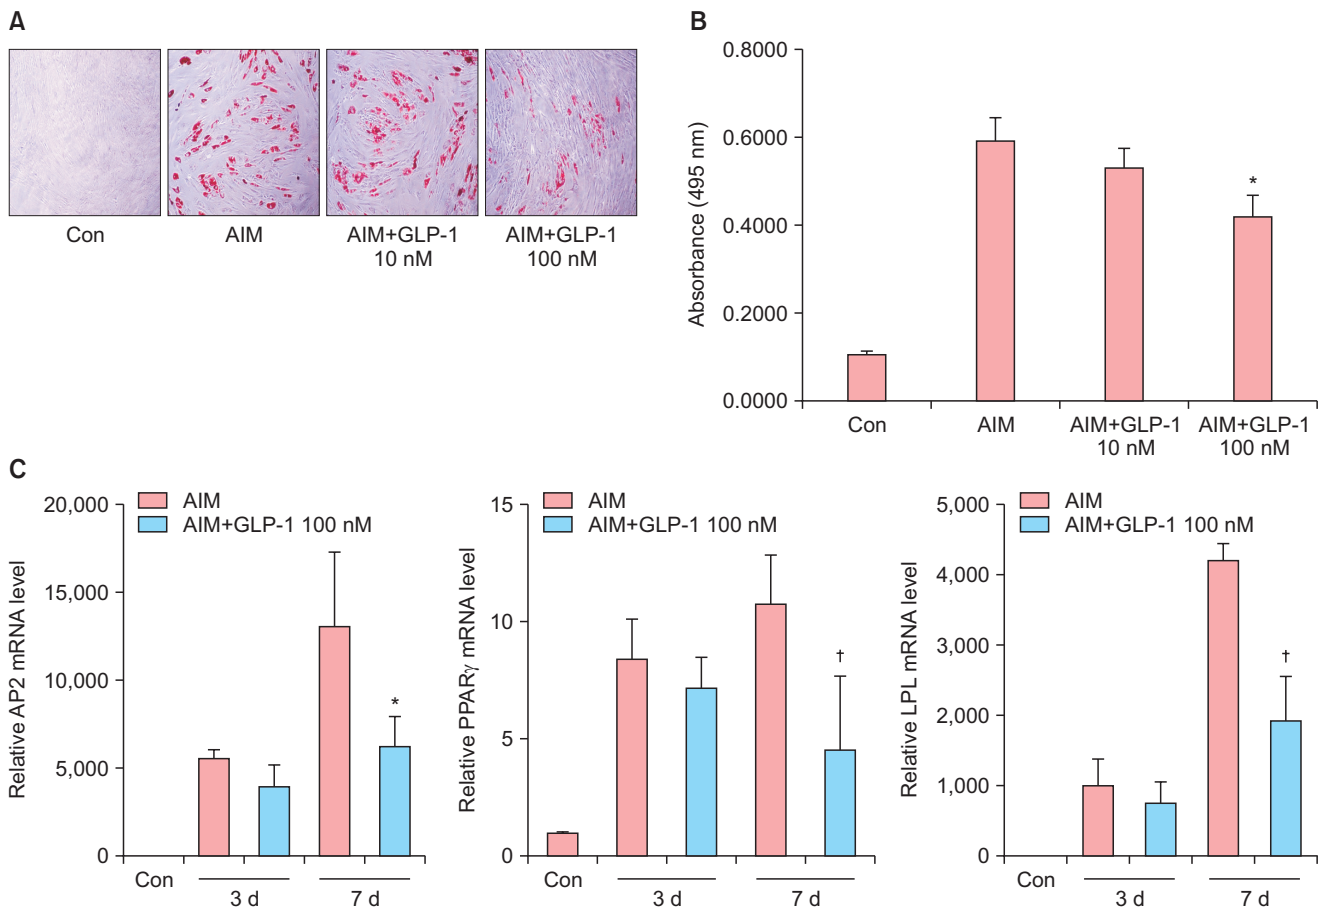 A
Con
AIM
AIM+GLP-1
10 nM
AIM+GLP-1
100 nM
B
Absorbance (495 nm)
0.8000
0.6000
0.4000
0.2000
0.0000
*
Con
AIM
AIM+GLP-1
10 nM
AIM+GLP-1
100 nM
C
Relative AP2 mRNA level
20,000
15,000
10,000
5,000
0
AIM
AIM+GLP-1 100 nM
*
Con
3 d
7 d
Relative PPARγ mRNA level
15
10
5
0
AIM
AIM+GLP-1 100 nM
†
Con
3 d
7 d
Relative LPL mRNA level
5,000
4,000
3,000
2,000
1,000
0
AIM
AIM+GLP-1 100 nM
†
Con
3 d
7 d